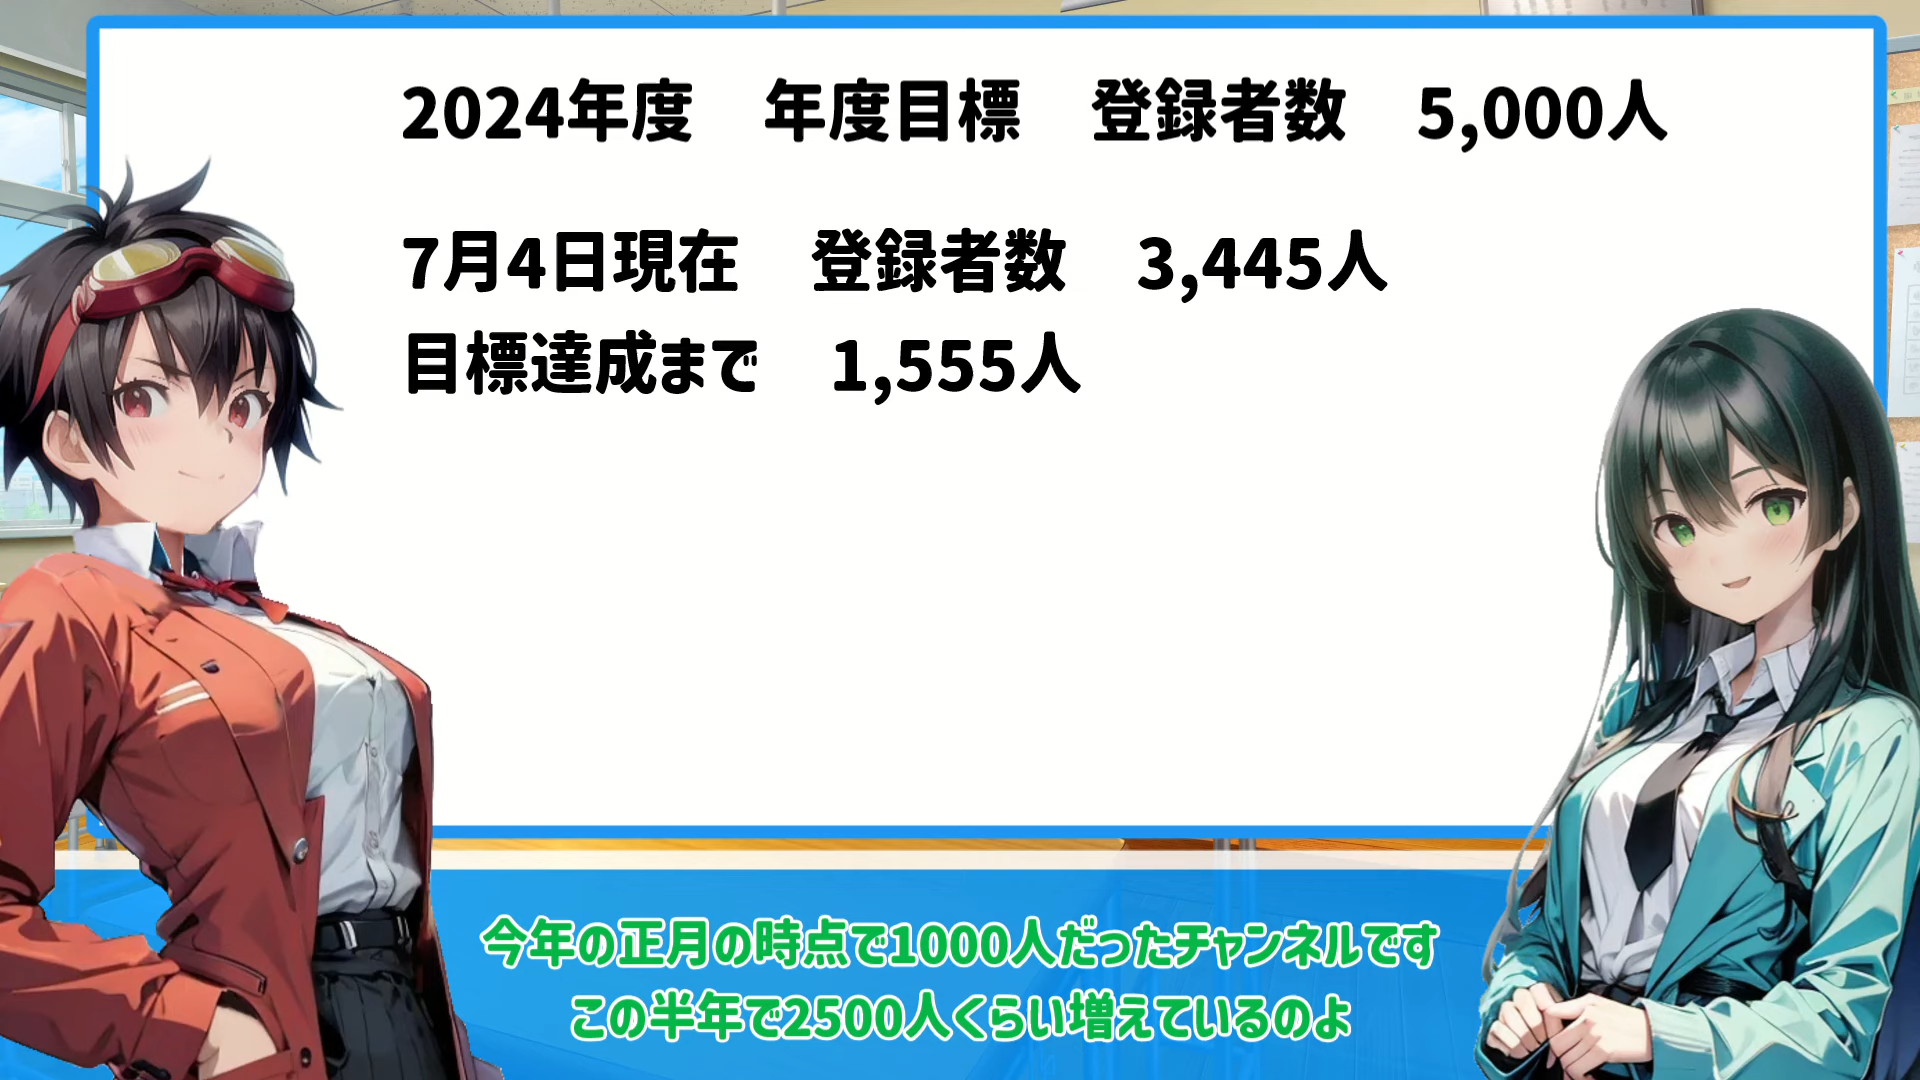 2024年度　年度目標　登録者数　5,000人
7月4日現在　登録者数　3,445人
目標達成まで　1,555人
今年の正月の時点で1000人だったチャンネルです
この半年で2500人くらい増えているのよ